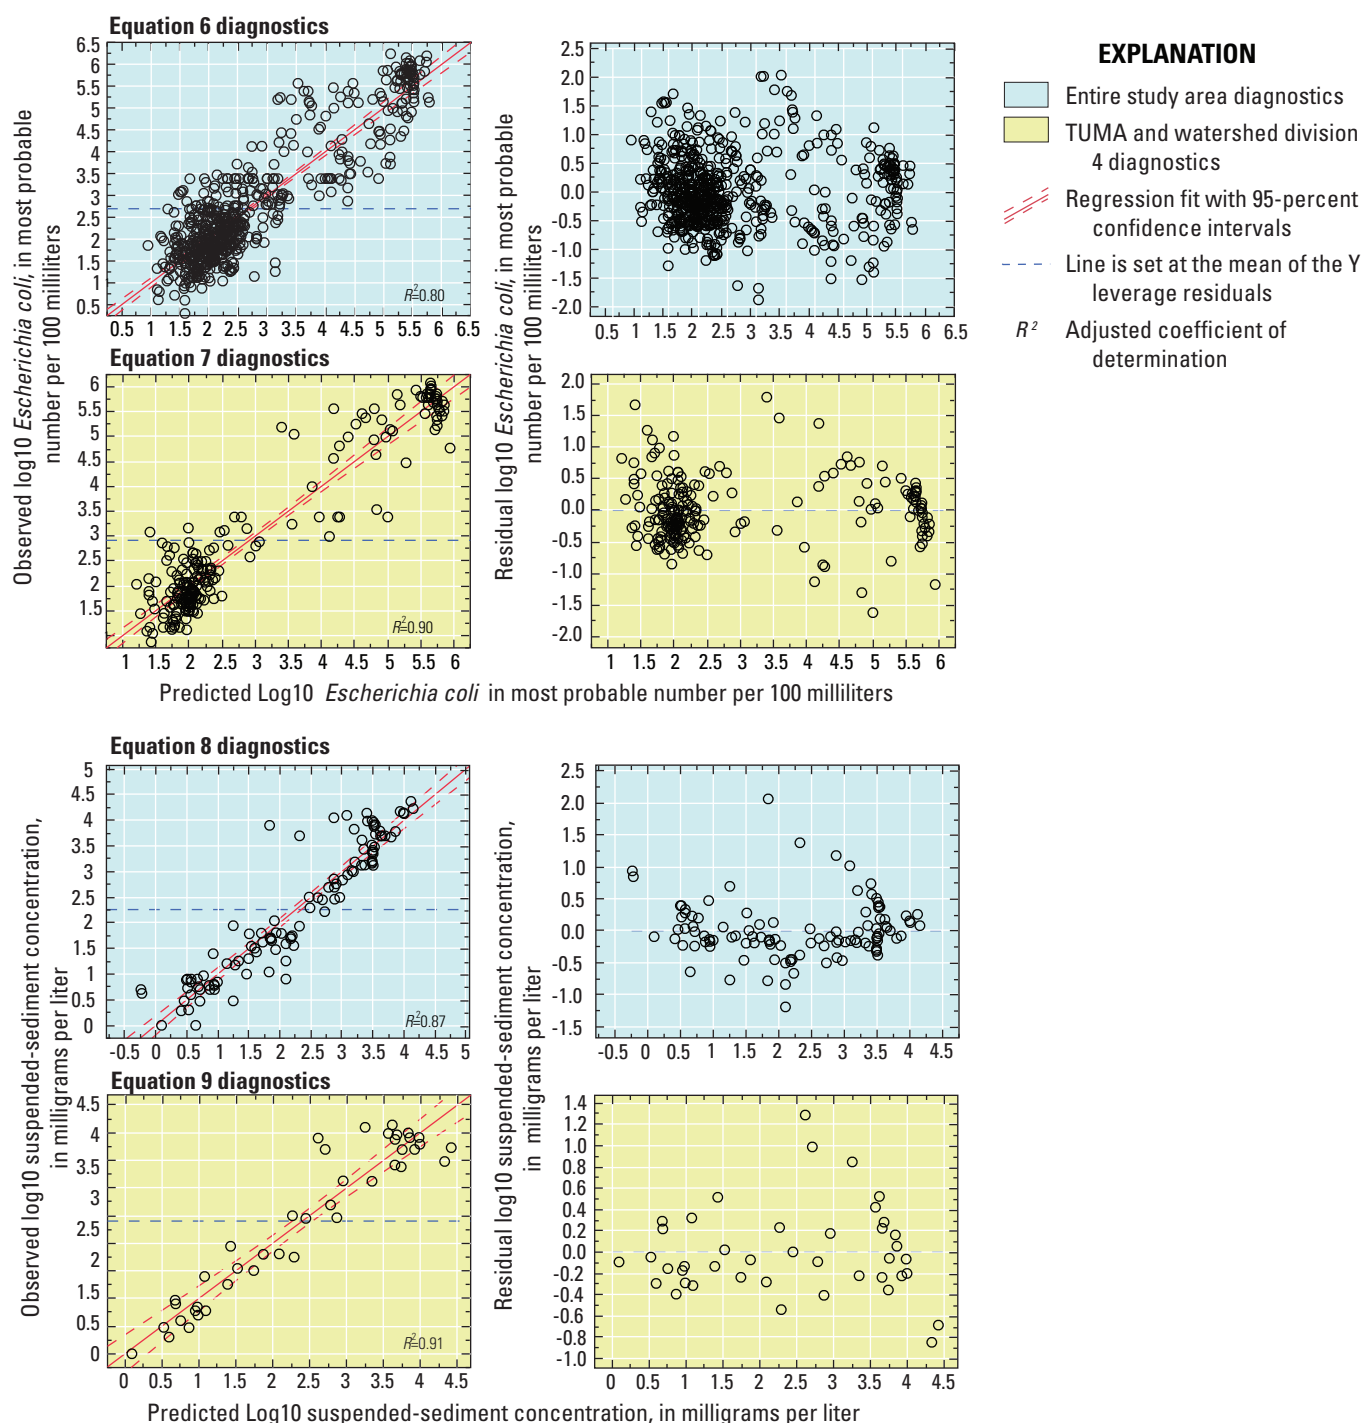 Equation 6 diagnostics
Observed log10 Escherichia coli, in most probable
number per 100 milliliters
6.5
6
5.5
5
4.5
4
3.5
3
2.5
2
1.5
1
0.5
R²=0.80
0.5 1 1.5 2 2.5 3 3.5 4 4.5 5 5.5 6 6.5
Residual log10 Escherichia coli, in most probable
number per 100 milliliters
2.5
2.0
1.5
1.0
0.5
0.0
-0.5
-1.0
-1.5
-2.0
0.5 1 1.5 2 2.5 3 3.5 4 4.5 5 5.5 6 6.5
EXPLANATION
Entire study area diagnostics
TUMA and watershed division
4 diagnostics
Regression fit with 95-percent
confidence intervals
Line is set at the mean of the Y
leverage residuals
R² Adjusted coefficient of
determination
Equation 7 diagnostics
6
5.5
5
4.5
4
3.5
3
2.5
2
1.5
R²=0.90
1 1.5 2 2.5 3 3.5 4 4.5 5 5.5 6
2.0
1.5
1.0
0.5
0.0
-0.5
-1.0
-1.5
-2.0
1 1.5 2 2.5 3 3.5 4 4.5 5 5.5 6
Predicted Log10 Escherichia coli in most probable number per 100 milliliters
Equation 8 diagnostics
Observed log10 suspended-sediment concentration,
in milligrams per liter
5
4.5
4
3.5
3
2.5
2
1.5
1
0.5
0
R²=0.87
-0.5 0 0.5 1 1.5 2 2.5 3 3.5 4 4.5 5
Residual log10 suspended-sediment concentration,
in milligrams per liter
2.5
2.0
1.5
1.0
0.5
0.0
-0.5
-1.0
-1.5
-0.5 0 0.5 1 1.5 2 2.5 3 3.5 4 4.5
Equation 9 diagnostics
4.5
4
3.5
3
2.5
2
1.5
1
0.5
0
R²=0.91
0 0.5 1 1.5 2 2.5 3 3.5 4 4.5
1.4
1.2
1.0
0.8
0.6
0.4
0.2
0.0
-0.2
-0.4
-0.6
-0.8
-1.0
0 0.5 1 1.5 2 2.5 3 3.5 4 4.5
Predicted Log10 suspended-sediment concentration, in milligrams per liter